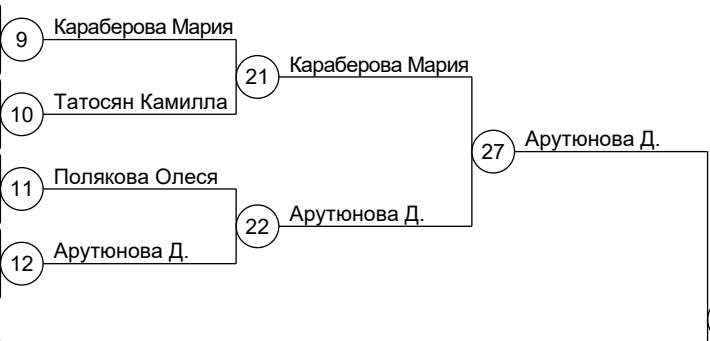 9 Караберова Мария
21 Караберова Мария
10 Татосян Камилла
27 Арутюнова Д.
11 Полякова Олеся
22 Арутюнова Д.
12 Арутюнова Д.